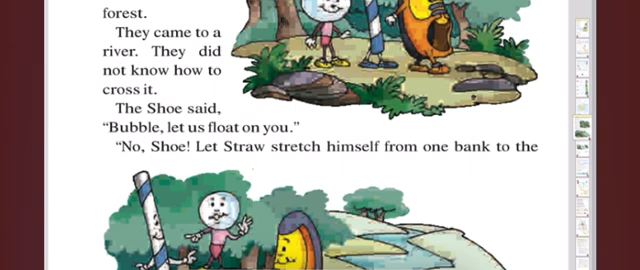 forest.
They came to a
river. They did
not know how to
cross it.
The Shoe said,
“Bubble, let us float on you.”
“No, Shoe! Let Straw stretch himself from one bank to the